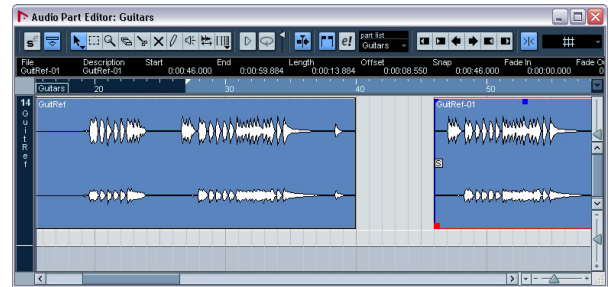 Audio Part Editor: Guitars
part list
Guitars
File Description Start End Length Offset Snap Fade In Fade O
GuitRef-01 GuitRef-01 0:00:46.000 0:00:59.884 0:00:13.884 0:00:08.550 0:00:46.000 0:00:00.000 0
Guitars 20 30 40 50
14 GuitRef GuitRef-01
GuitRef
S